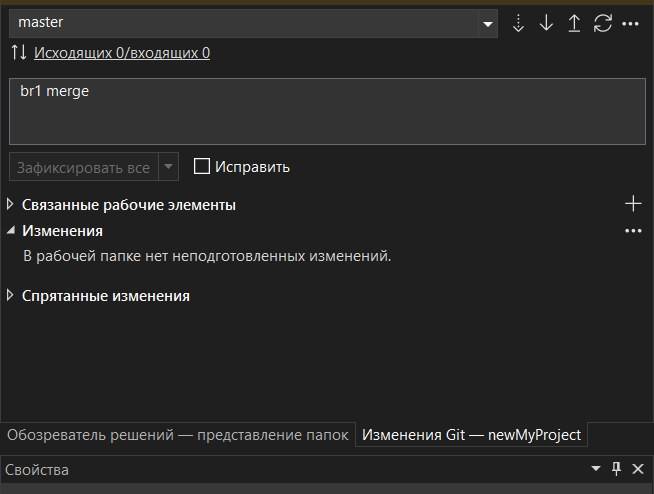 master
Исходящих 0/входящих 0
br1 merge
Зафиксировать все
Исправить
Связанные рабочие элементы
Изменения
В рабочей папке нет неподготовленных изменений.
Спрятанные изменения
Обозреватель решений — представление папок
Изменения Git — newMyProject
Свойства